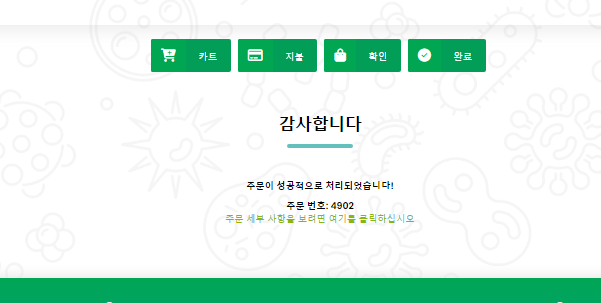 카트
지불
확인
완료
감사합니다
주문이 성공적으로 처리되었습니다!
주문 번호: 4902
주문 세부 사항을 보려면 여기를 클릭하십시오